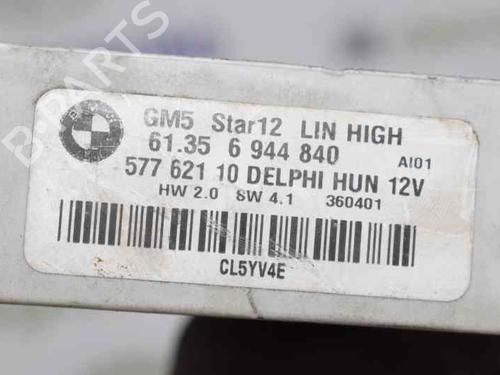 B-PARTS
GM5 Star12 LIN HIGH
61.35 6 944 840 AI01
577 621 10 DELPHI HUN 12V
HW 2.0 SW 4.1 360401
CL5YV4E